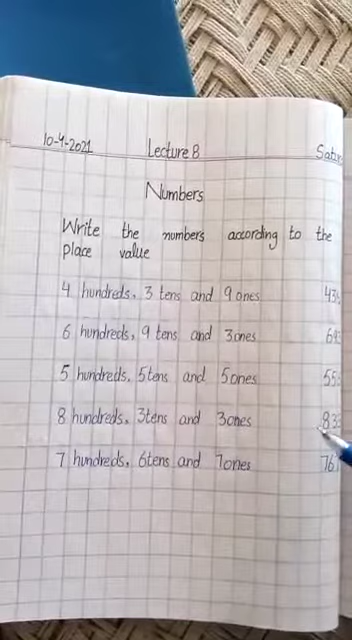 10-4-2021 Lecture 8
Numbers
Write the numbers according to the
place value
4 hundreds, 3 tens and 9 ones
6 hundreds, 9 tens and 3 ones
5 hundreds, 5 tens and 5 ones
8 hundreds, 3 tens and 3 ones 833
7 hundreds, 6 tens and 7 ones